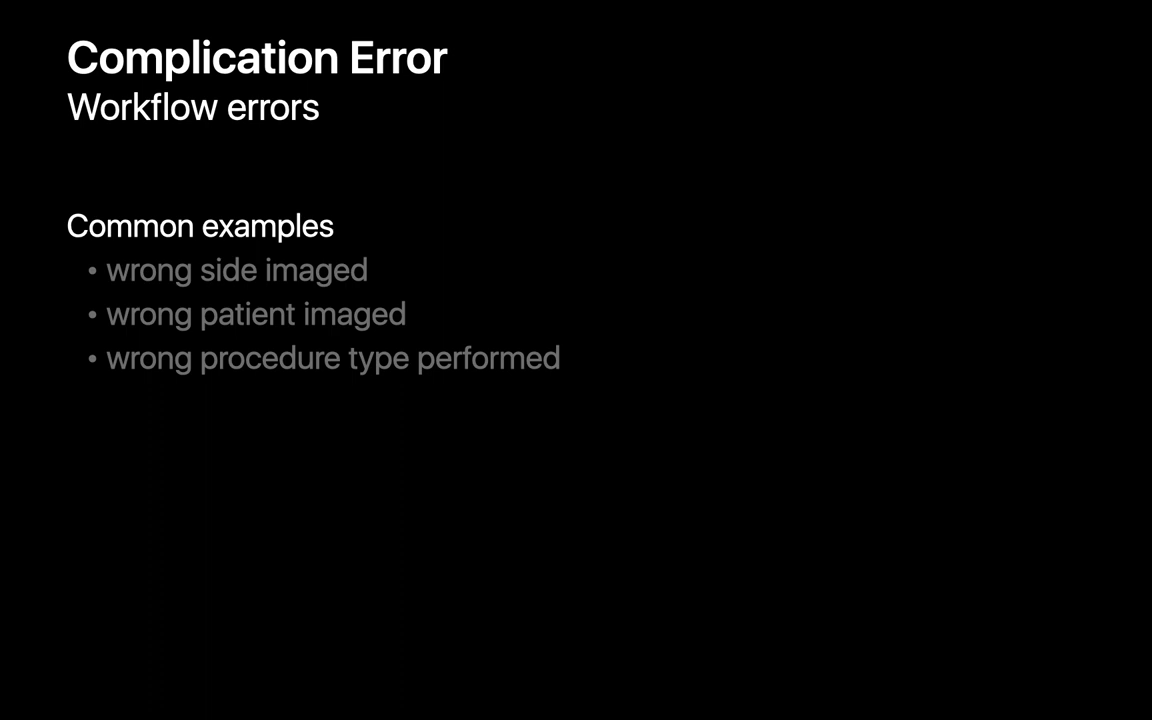 Complication Error
Workflow errors
Common examples
• wrong side imaged
• wrong patient imaged
• wrong procedure type performed